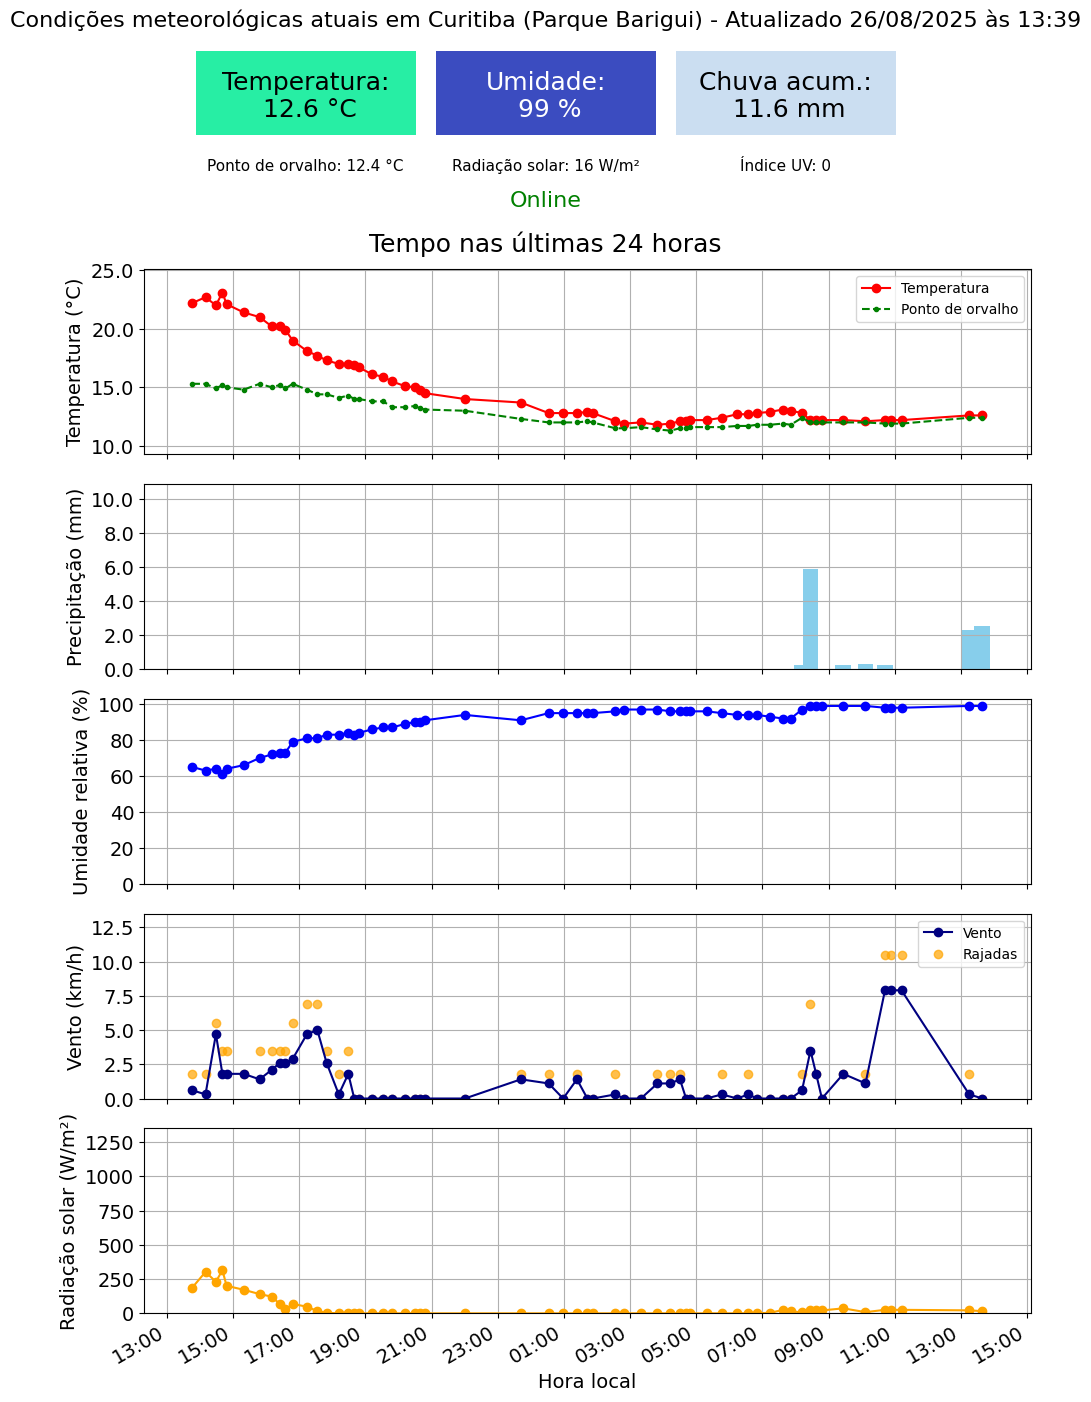 Condições meteorológicas atuais em Curitiba (Parque Barigui) - Atualizado 26/08/2025 às 13:39
Temperatura:
12.6 °C
Umidade:
99 %
Chuva acum.:
11.6 mm
Ponto de orvalho: 12.4 °C
Radiação solar: 16 W/m²
Índice UV: 0
Online
Tempo nas últimas 24 horas
Temperatura (°C)
25.0
20.0
15.0
10.0
Temperatura
Ponto de orvalho
Precipitação (mm)
10.0
8.0
6.0
4.0
2.0
0.0
Umidade relativa (%)
100
80
60
40
20
0
Vento (km/h)
12.5
10.0
7.5
5.0
2.5
0.0
Vento
Rajadas
Radiação solar (W/m²)
1250
1000
750
500
250
0
13:00
15:00
17:00
19:00
21:00
23:00
01:00
03:00
05:00
07:00
09:00
11:00
13:00
15:00
Hora local